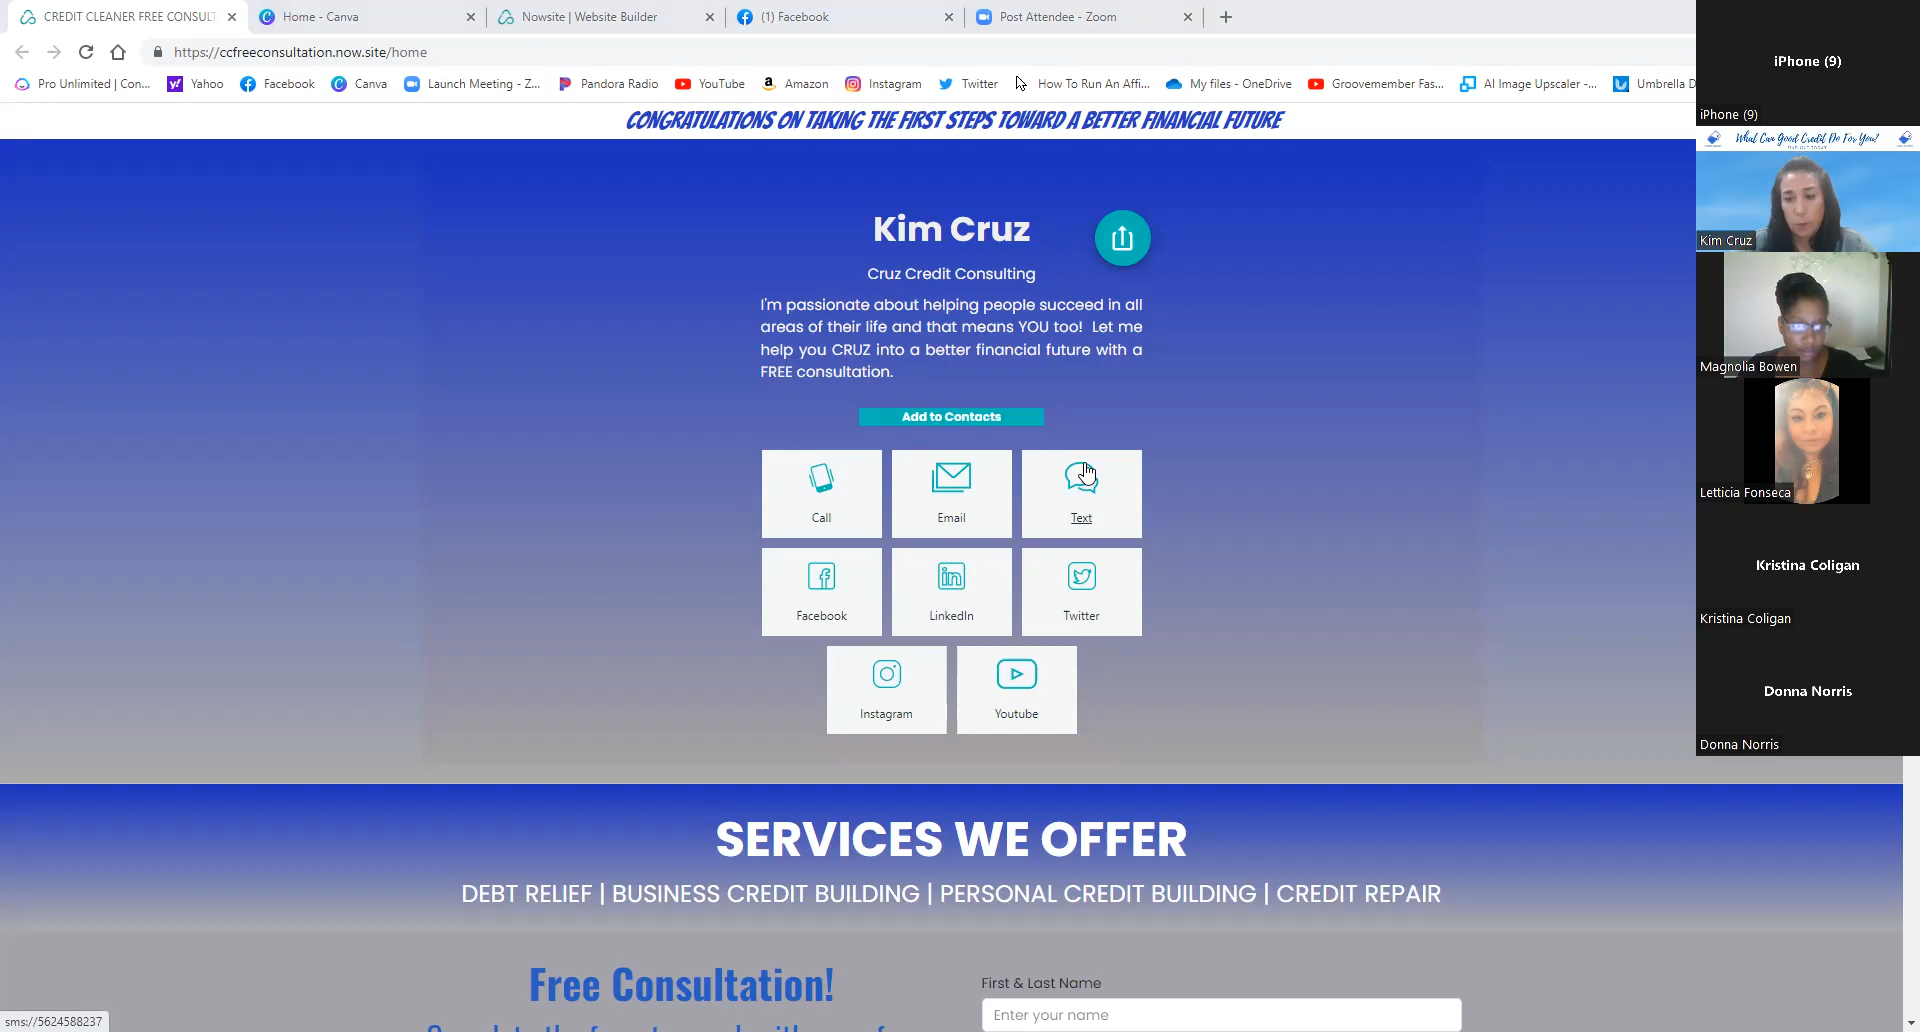 CREDIT CLEANER FREE CONSULT
Home - Canva
Nowsite | Website Builder
(1) Facebook
Post Attendee - Zoom
https://ccfreeconsultation.now.site/home
Pro Unlimited | Con...
Yahoo
Facebook
Canva
Launch Meeting - Z...
Pandora Radio
YouTube
Amazon
Instagram
Twitter
How To Run An Affi...
My files - OneDrive
Groovemember Fas...
AI Image Upscaler -...
Umbrella D
CONGRATULATIONS ON TAKING THE FIRST STEPS TOWARD A BETTER FINANCIAL FUTURE
Kim Cruz
Cruz Credit Consulting
I'm passionate about helping people succeed in all
areas of their life and that means YOU too! Let me
help you CRUZ into a better financial future with a
FREE consultation.
Add to Contacts
Call
Email
Text
Facebook
LinkedIn
Twitter
Instagram
Youtube
SERVICES WE OFFER
DEBT RELIEF | BUSINESS CREDIT BUILDING | PERSONAL CREDIT BUILDING | CREDIT REPAIR
Free Consultation!
First & Last Name
Enter your name
sms://5624588237
iPhone (9)
iPhone (9)
What Can Good Credit Do For You?
Kim Cruz
Magnolia Bowen
Letticia Fonseca
Kristina Coligan
Kristina Coligan
Donna Norris
Donna Norris